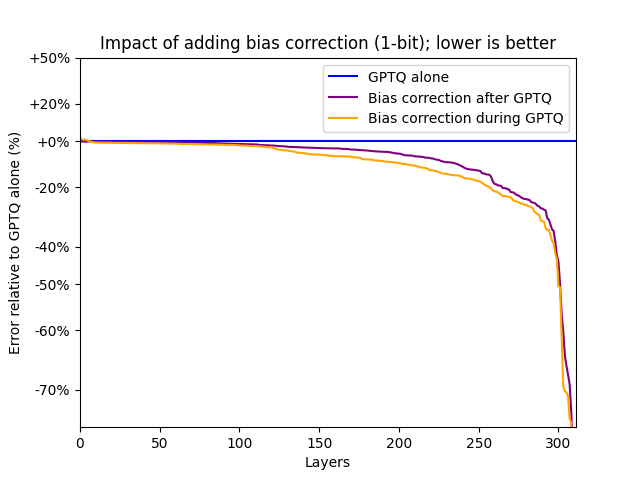 Impact of adding bias correction (1-bit); lower is better
GPTQ alone
Bias correction after GPTQ
Bias correction during GPTQ
+50%
+20%
+0%
-20%
-40%
-50%
-60%
-70%
Error relative to GPTQ alone (%)
0
50
100
150
200
250
300
Layers